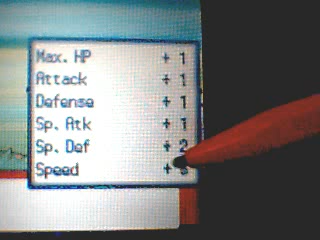 Max. HP + 1
Attack + 1
Defense + 1
Sp. Atk + 1
Sp. Def + 2
Speed +